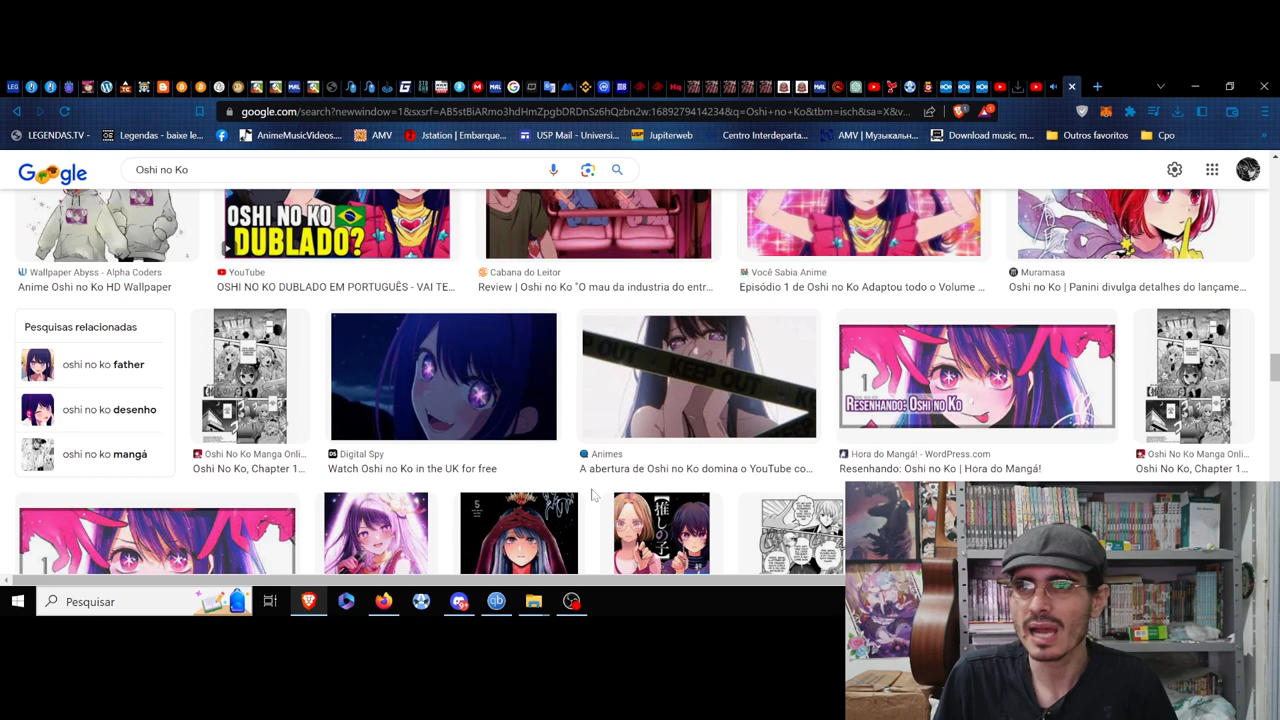 google.com/search?newwindow=1&sxsrf=AB5stBiARmo3hdHmZpgbDRDnSz6hQzbn2w:1689279414234&q=Oshi+no+Ko&tbm=isch&sa=X&v...
LEGENDAS.TV -
Legendas - baixe le...
AnimeMusicVideos....
AMV
Jstation | Embarque...
USP Mail - Universi...
Jupiterweb
Centro Interdeparta...
AMV | Музыкальн...
Download music, m...
Outros favoritos
Cpo
Google
Oshi no Ko
OSHI NO KO
DUBLADO?
Wallpaper Abyss - Alpha Coders
Anime Oshi no Ko HD Wallpaper
YouTube
OSHI NO KO DUBLADO EM PORTUGUÊS - VAI TE...
Cabana do Leitor
Review | Oshi no Ko "O mau da industria do entr...
Você Sabia Anime
Episódio 1 de Oshi no Ko Adaptou todo o Volume ...
Muramasa
Oshi no Ko | Panini divulga detalhes do lançame...
Pesquisas relacionadas
oshi no ko father
oshi no ko desenho
oshi no ko mangá
KEEP OUT
1
RESENHANDO: OSHI NO KO
Oshi No Ko Manga Onli...
Oshi No Ko, Chapter 1...
Digital Spy
Watch Oshi no Ko in the UK for free
Animes
A abertura de Oshi no Ko domina o YouTube co...
Hora do Mangá! - WordPress.com
Resenhando: Oshi no Ko | Hora do Mangá!
Oshi No Ko Manga Onli...
Oshi No Ko, Chapter 1...
1
5
【推しの子
Pesquisar